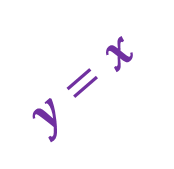 y = x